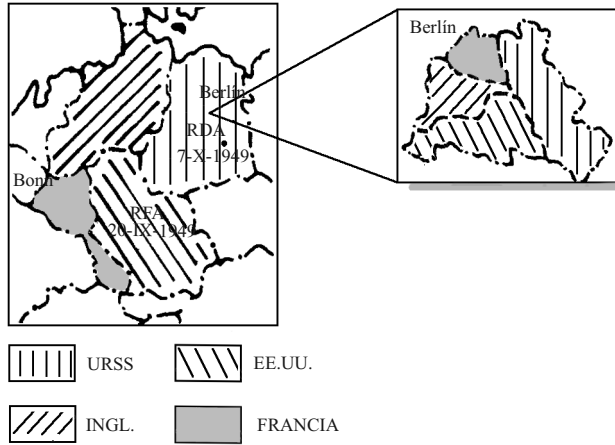 Berlín
RDA
7-X-1949
Bonn
RFA
20-IX-1949
Berlín
URSS
EE.UU.
INGL.
FRANCIA